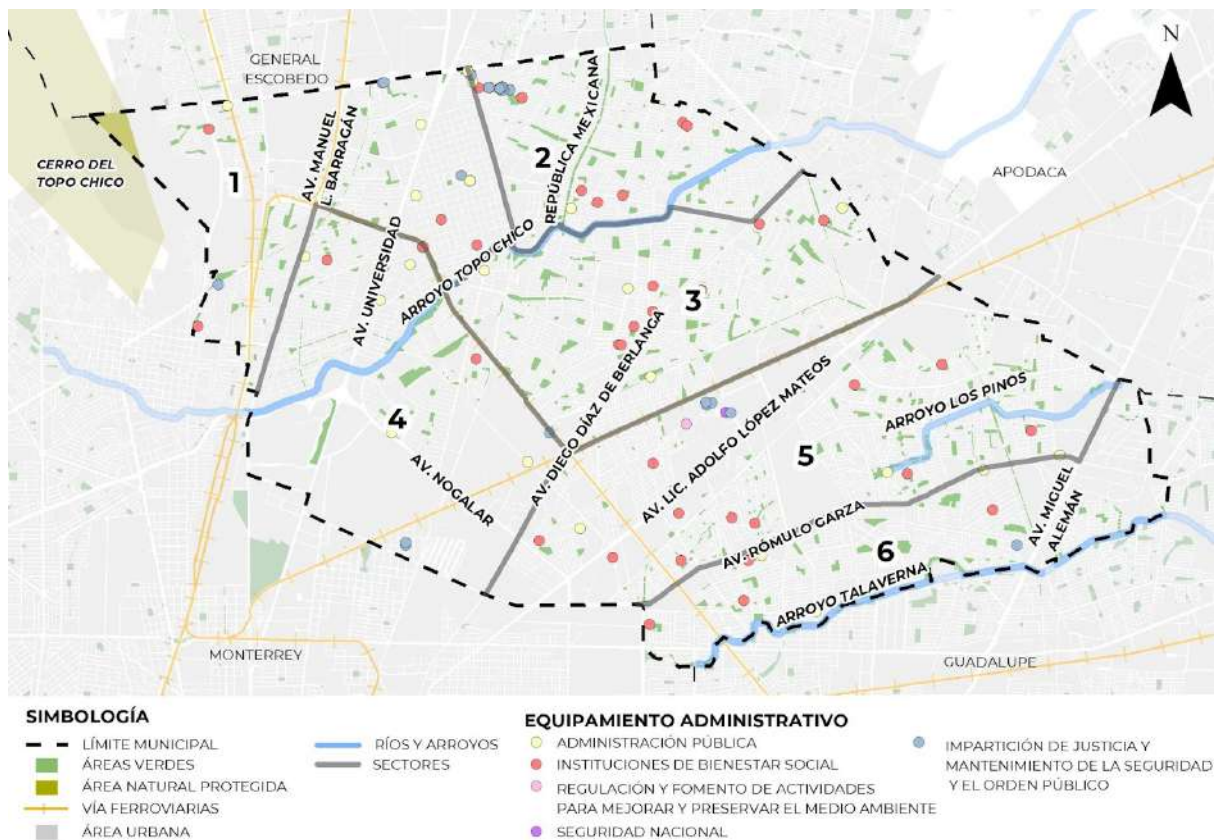 N
GENERAL
ESCOBEDO
CERRO DEL
TOPO CHICO
1
AV. MANUEL
L. BARRAGÁN
2
REPÚBLICA MEXICANA
APODACA
AV. UNIVERSIDAD
ARROYO TOPO CHICO
3
AV. DIEGO DÍAZ DE BERLANGA
AV. LIC. ADOLFO LÓPEZ MATEOS
ARROYO LOS PINOS
4
AV. NOGALAR
5
AV. RÓMULO GARZA
AV. MIGUEL
ALEMÁN
6
ARROYO TALAVERNA
MONTERREY
GUADALUPE
SIMBOLOGÍA
LÍMITE MUNICIPAL
ÁREAS VERDES
ÁREA NATURAL PROTEGIDA
VÍA FERROVIARIAS
ÁREA URBANA
RÍOS Y ARROYOS
SECTORES
EQUIPAMIENTO ADMINISTRATIVO
ADMINISTRACIÓN PÚBLICA
INSTITUCIONES DE BIENESTAR SOCIAL
REGULACIÓN Y FOMENTO DE ACTIVIDADES
PARA MEJORAR Y PRESERVAR EL MEDIO AMBIENTE
SEGURIDAD NACIONAL
IMPARTICIÓN DE JUSTICIA Y
MANTENIMIENTO DE LA SEGURIDAD
Y EL ORDEN PÚBLICO